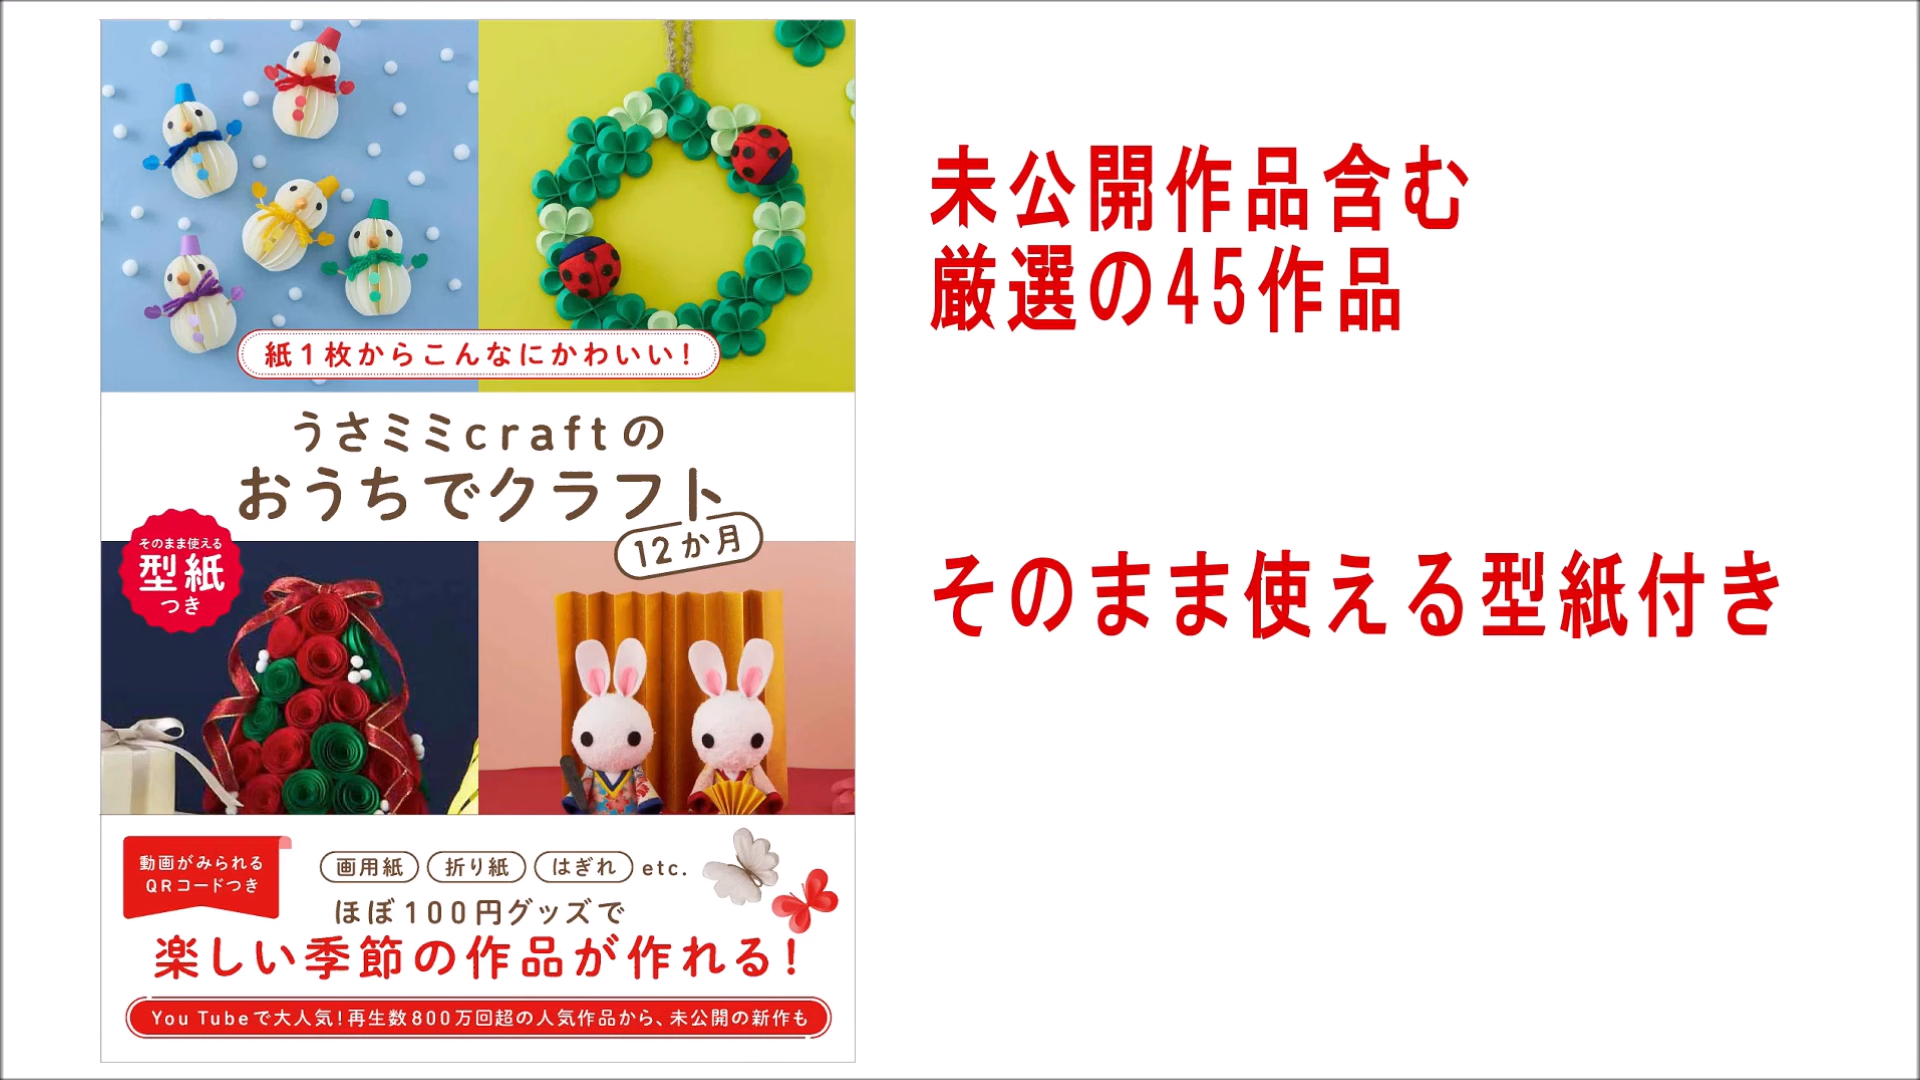 紙1枚からこんなにかわいい!
うさミミcraftの
おうちでクラフト
12か月
そのまま使える
型紙
つき
動画がみられる
QRコードつき
画用紙 折り紙 はぎれ etc.
ほぼ100円グッズで
楽しい季節の作品が作れる!
You Tubeで大人気!再生数800万回超の人気作品から、未公開の新作も
未公開作品含む
厳選の45作品
そのまま使える型紙付き